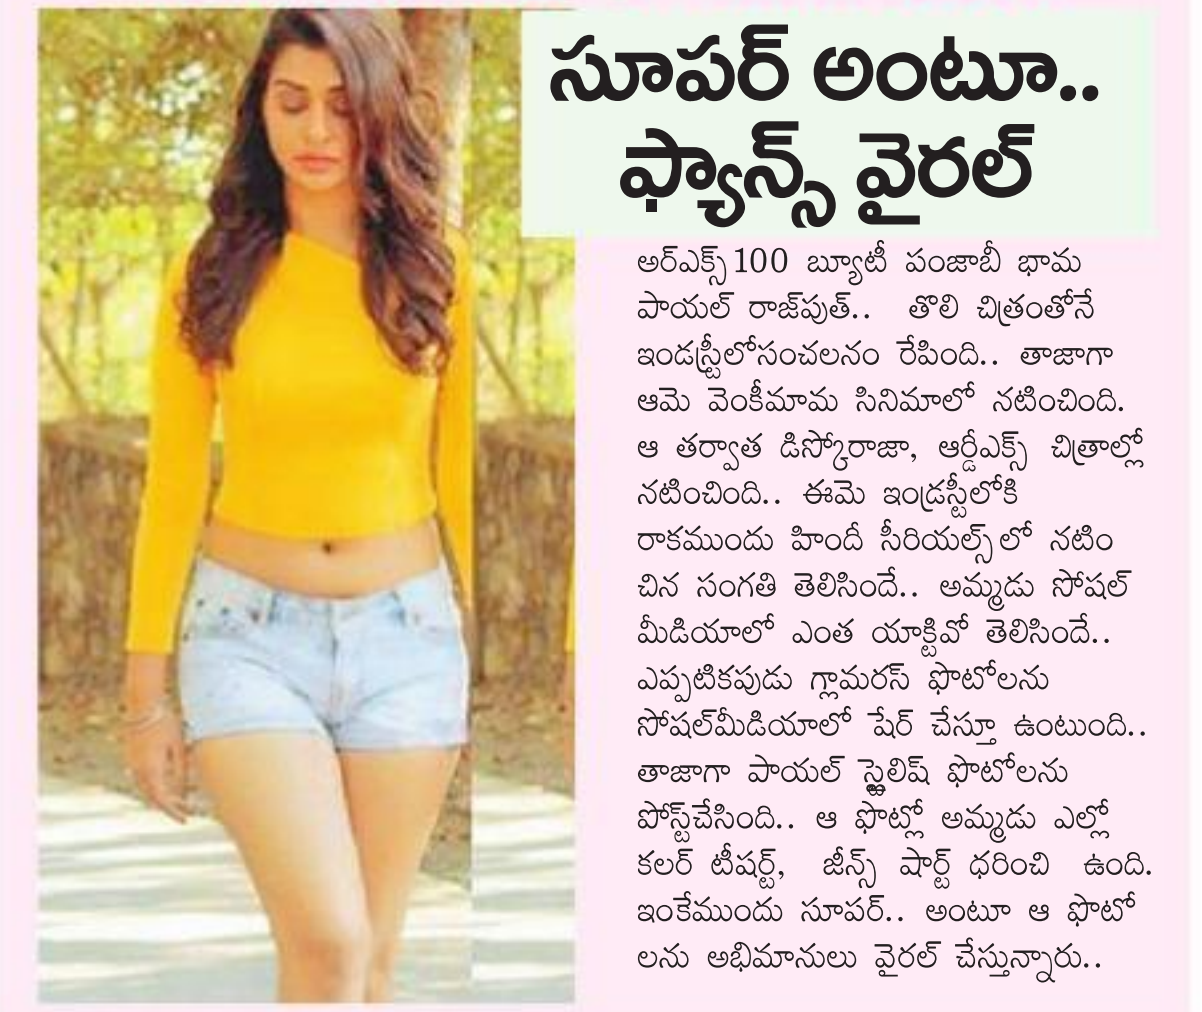 సూపర్ అంటూ..
ఫ్యాన్స్ వైరల్
అర్ఎక్స్100 బ్యూటీ పంజాబీ భామ
పాయల్ రాజ్‌పుత్.. తొలి చిత్రంతోనే
ఇండస్ట్రీలోసంచలనం రేపింది.. తాజాగా
ఆమె వెంకీమామ సినిమాలో నటించింది.
ఆ తర్వాత డిస్కోరాజా, ఆర్డీఎక్స్ చిత్రాల్లో
నటించింది.. ఈమె ఇండ్రస్టీలోకి
రాకముందు హిందీ సీరియల్స్‌లో నటిం
చిన సంగతి తెలిసిందే.. అమ్మడు సోషల్
మీడియాలో ఎంత యాక్టివో తెలిసిందే..
ఎప్పటికపుడు గ్లామరస్ ఫొటోలను
సోషల్‌మీడియాలో షేర్ చేస్తూ ఉంటుంది..
తాజాగా పాయల్ స్టైలిష్ ఫొటోలను
పోస్ట్‌చేసింది.. ఆ ఫొట్లో అమ్మడు ఎల్లో
కలర్ టీషర్ట్, జీన్స్ షార్ట్ ధరించి ఉంది.
ఇంకేముందు సూపర్.. అంటూ ఆ ఫొటో
లను అభిమానులు వైరల్ చేస్తున్నారు..